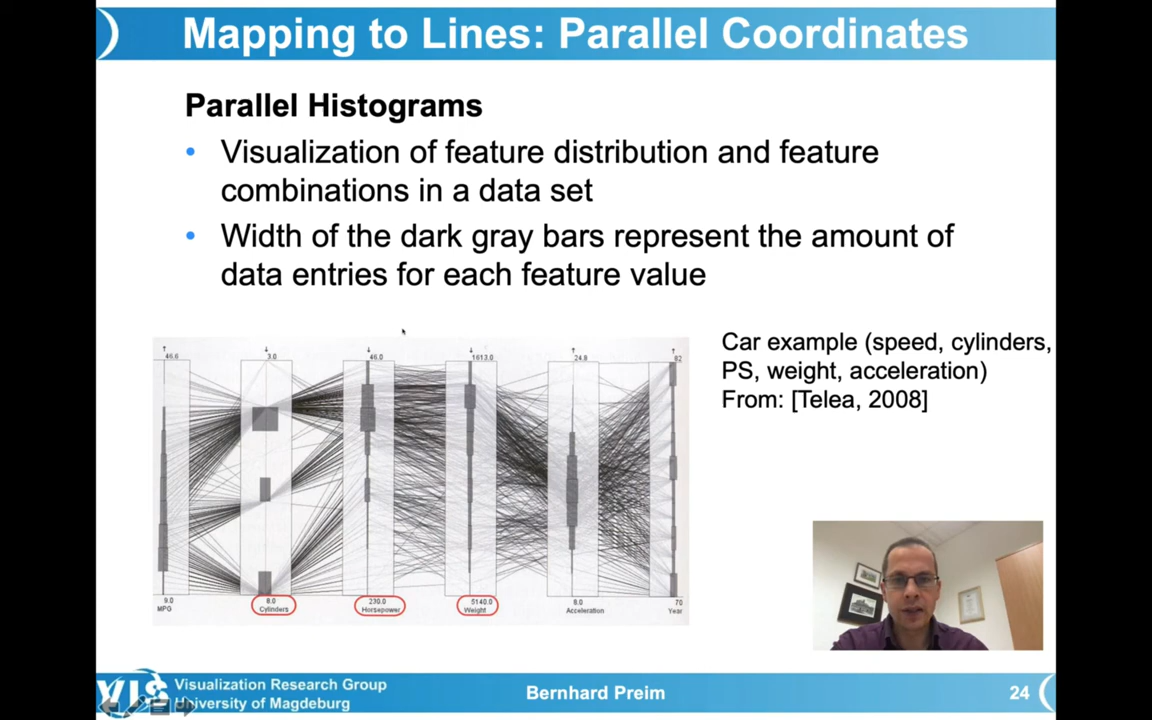 Mapping to Lines: Parallel Coordinates
Parallel Histograms
• Visualization of feature distribution and feature
combinations in a data set
• Width of the dark gray bars represent the amount of
data entries for each feature value
Car example (speed, cylinders,
PS, weight, acceleration)
From: [Telea, 2008]
46.6 3.0 46.0 1613.0 24.8 82
9.0 8.0 230.0 5140.0 8.0 70
MPG Cylinders Horsepower Weight Acceleration Year
VIS
Visualization Research Group
University of Magdeburg
Bernhard Preim
24